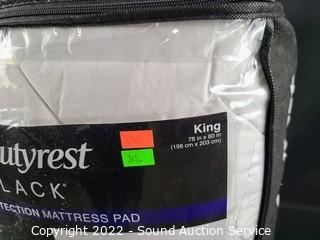 King
78 in x 80 in
(198 cm x 203 cm)
utyrest
LACK®
TECTION MATTRESS PAD
Copyright 2022 - Sound Auction Service